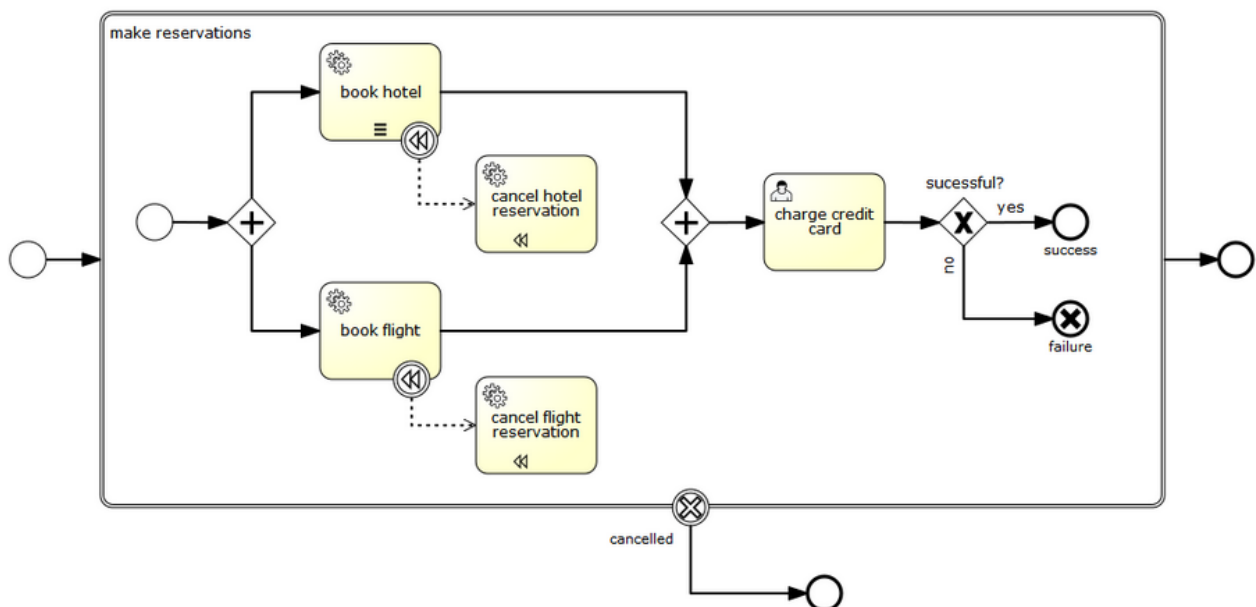 make reservations
book hotel
cancel hotel
reservation
book flight
cancel flight
reservation
charge credit
card
sucessful?
yes
no
success
failure
cancelled